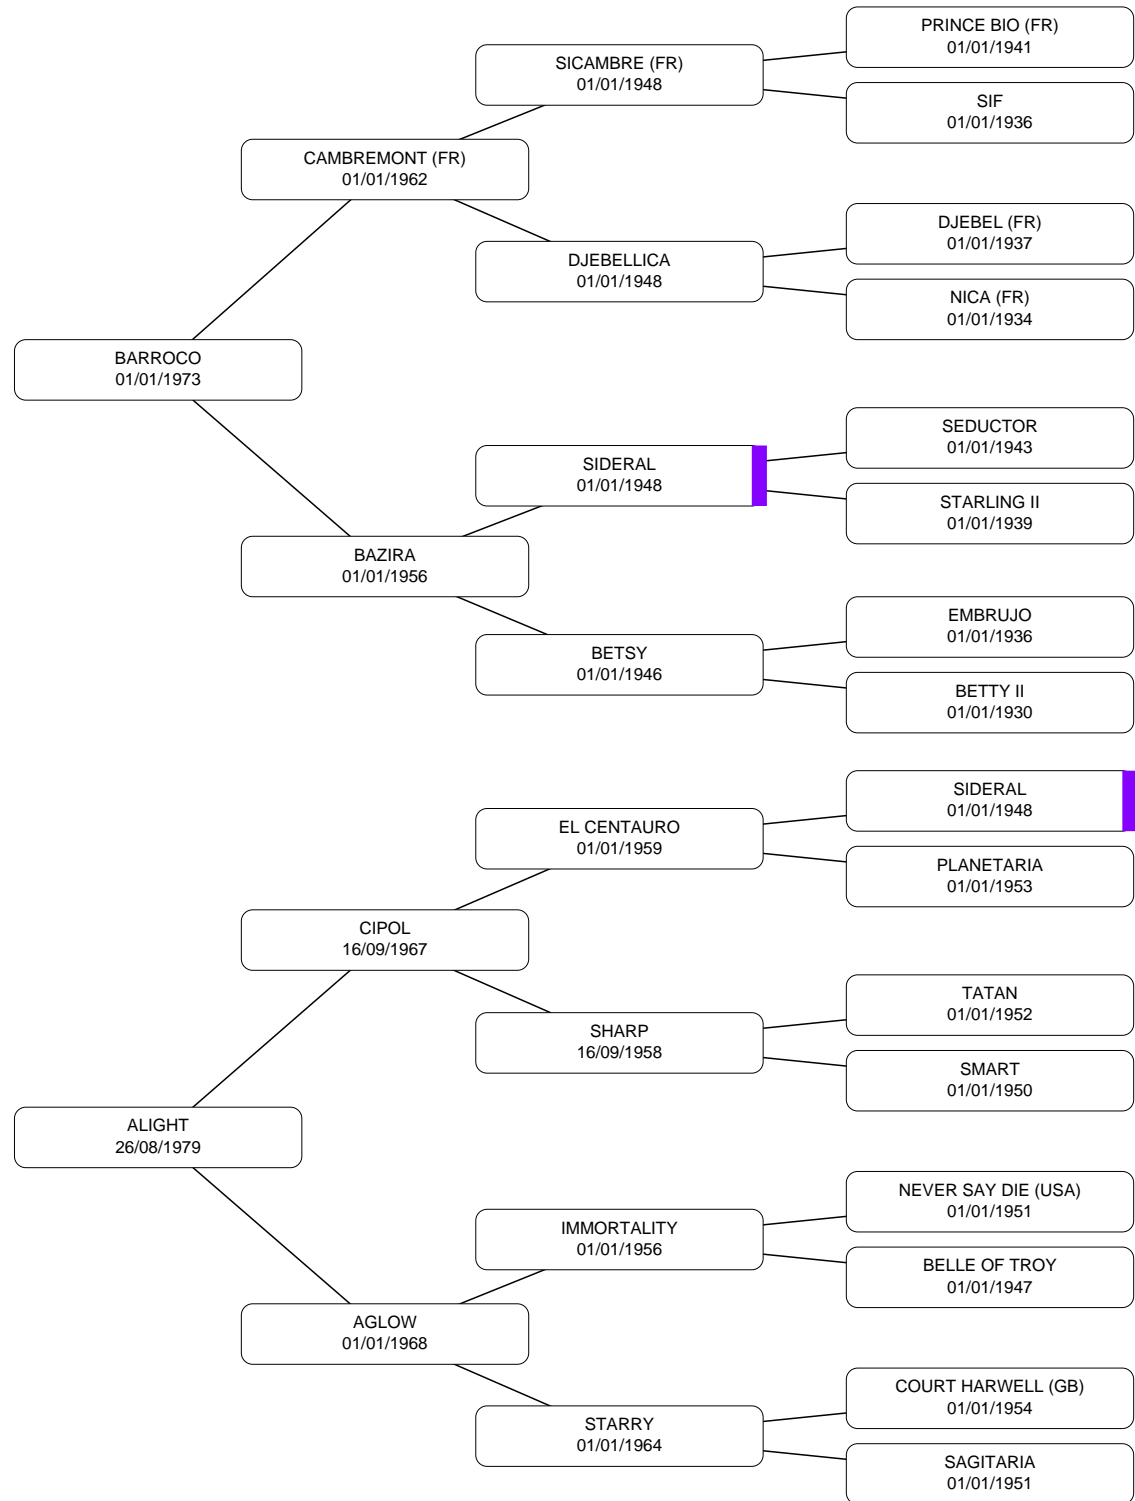 PRINCE BIO (FR)
01/01/1941
SICAMBRE (FR)
01/01/1948
SIF
01/01/1936
CAMBREMONT (FR)
01/01/1962
DJEBEL (FR)
01/01/1937
DJEBELLICA
01/01/1948
NICA (FR)
01/01/1934
BARROCO
01/01/1973
SEDUCTOR
01/01/1943
SIDERAL
01/01/1948
STARLING II
01/01/1939
BAZIRA
01/01/1956
EMBRUJO
01/01/1936
BETSY
01/01/1946
BETTY II
01/01/1930
SIDERAL
01/01/1948
EL CENTAURO
01/01/1959
PLANETARIA
01/01/1953
CIPOL
16/09/1967
TATAN
01/01/1952
SHARP
16/09/1958
SMART
01/01/1950
ALIGHT
26/08/1979
NEVER SAY DIE (USA)
01/01/1951
IMMORTALITY
01/01/1956
BELLE OF TROY
01/01/1947
AGLOW
01/01/1968
COURT HARWELL (GB)
01/01/1954
STARRY
01/01/1964
SAGITARIA
01/01/1951